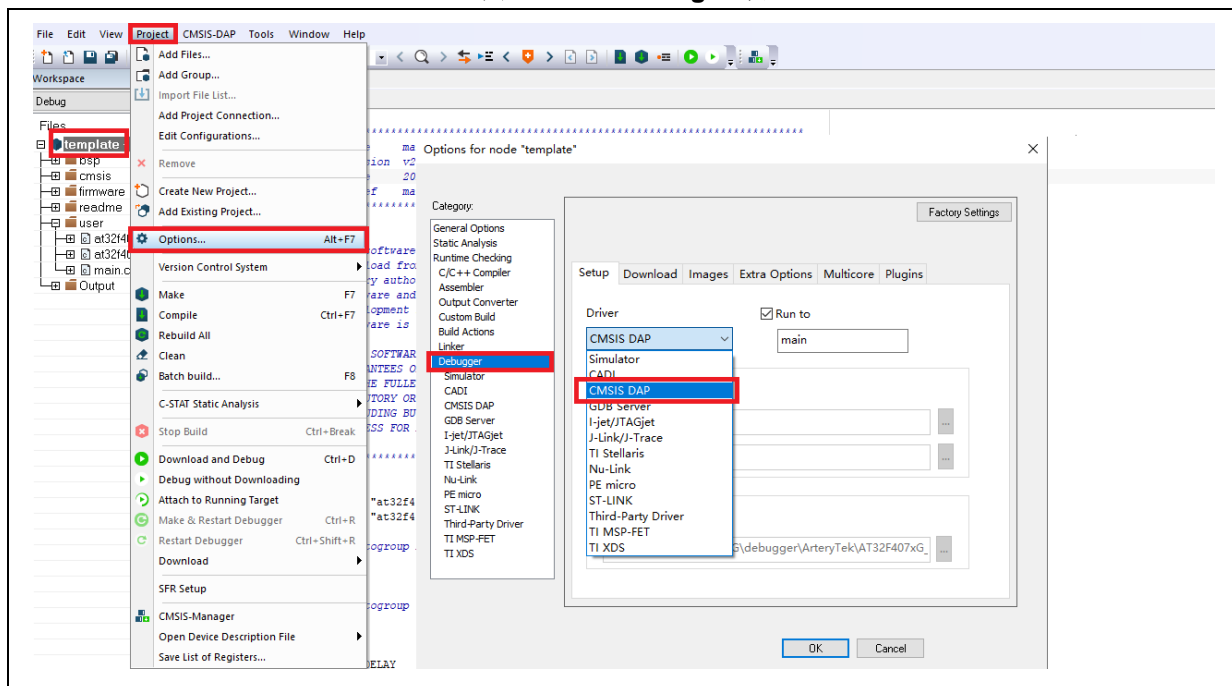 File Edit View Project CMSIS-DAP Tools Window Help
Workspace
Debug
Files
template
bsp
cmsis
firmware
readme
user
main.c
Output
Add Files...
Add Group...
Import File List...
Add Project Connection...
Edit Configurations...
Remove
Create New Project...
Add Existing Project...
Options... Alt+F7
Version Control System
Make F7
Compile Ctrl+F7
Rebuild All
Clean
Batch build... F8
C-STAT Static Analysis
Stop Build Ctrl+Break
Download and Debug Ctrl+D
Debug without Downloading
Attach to Running Target
Make & Restart Debugger Ctrl+R
Restart Debugger Ctrl+Shift+R
Download
SFR Setup
CMSIS-Manager
Open Device Description File
Save List of Registers...
"at32f4
"at32f4
DELAY
Options for node "template"
Category:
General Options
Static Analysis
Runtime Checking
C/C++ Compiler
Assembler
Output Converter
Custom Build
Build Actions
Linker
Debugger
Simulator
CADI
CMSIS DAP
GDB Server
I-jet/JTAGjet
J-Link/J-Trace
TI Stellaris
Nu-Link
PE micro
ST-LINK
Third-Party Driver
TI MSP-FET
TI XDS
Factory Settings
Setup Download Images Extra Options Multicore Plugins
Driver
Run to
CMSIS DAP
main
Simulator
CADI
CMSIS DAP
GDB Server
I-jet/JTAGjet
J-Link/J-Trace
TI Stellaris
Nu-Link
PE micro
ST-LINK
Third-Party Driver
TI MSP-FET
TI XDS
G\debugger\ArteryTek\AT32F407xG_
OK Cancel